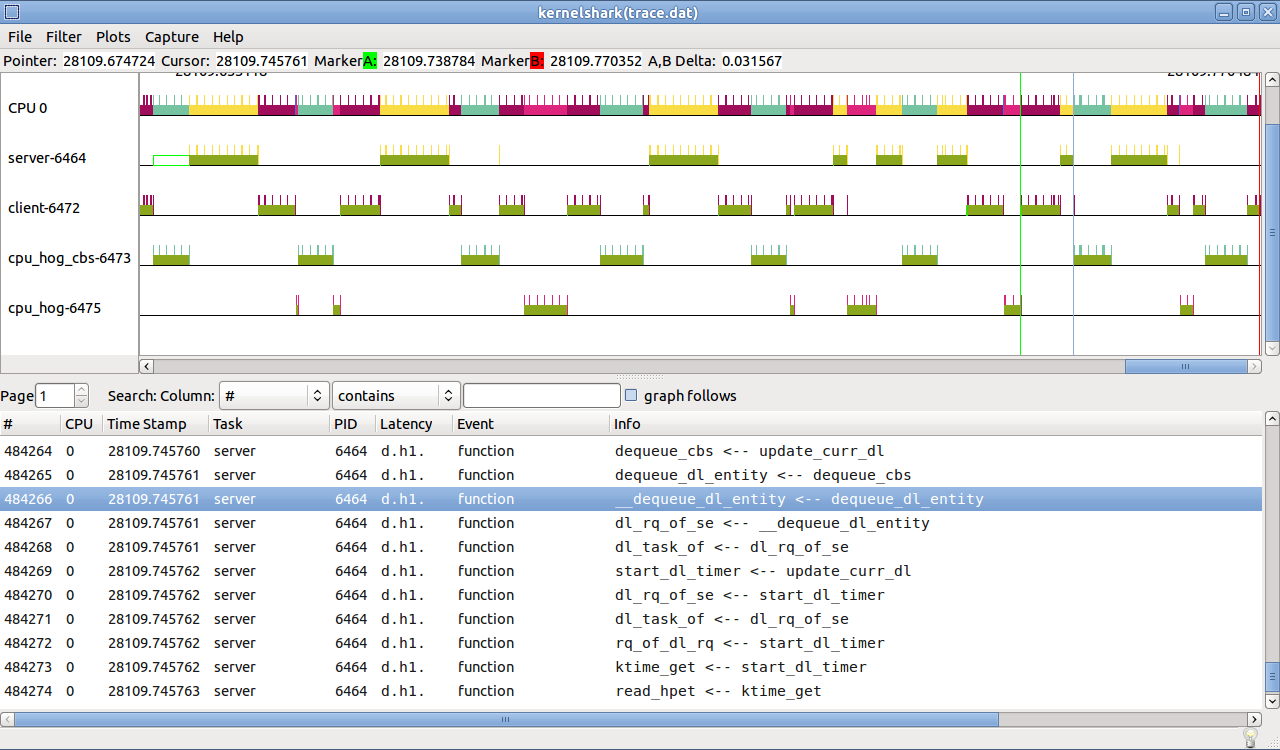 kernelshark(trace.dat)
File Filter Plots Capture Help
Pointer: 28109.674724 Cursor: 28109.745761 MarkerA: 28109.738784 MarkerB: 28109.770352 A,B Delta: 0.031567
CPU 0
server-6464
client-6472
cpu_hog_cbs-6473
cpu_hog-6475
Page 1 Search: Column: # contains graph follows
# CPU Time Stamp Task PID Latency Event Info
484264 0 28109.745760 server 6464 d.h1. function dequeue_cbs <-- update_curr_dl
484265 0 28109.745761 server 6464 d.h1. function dequeue_dl_entity <-- dequeue_cbs
484266 0 28109.745761 server 6464 d.h1. function __dequeue_dl_entity <-- dequeue_dl_entity
484267 0 28109.745761 server 6464 d.h1. function dl_rq_of_se <-- __dequeue_dl_entity
484268 0 28109.745761 server 6464 d.h1. function dl_task_of <-- dl_rq_of_se
484269 0 28109.745762 server 6464 d.h1. function start_dl_timer <-- update_curr_dl
484270 0 28109.745762 server 6464 d.h1. function dl_rq_of_se <-- start_dl_timer
484271 0 28109.745762 server 6464 d.h1. function dl_task_of <-- dl_rq_of_se
484272 0 28109.745762 server 6464 d.h1. function rq_of_dl_rq <-- start_dl_timer
484273 0 28109.745762 server 6464 d.h1. function ktime_get <-- start_dl_timer
484274 0 28109.745763 server 6464 d.h1. function read_hpet <-- ktime_get